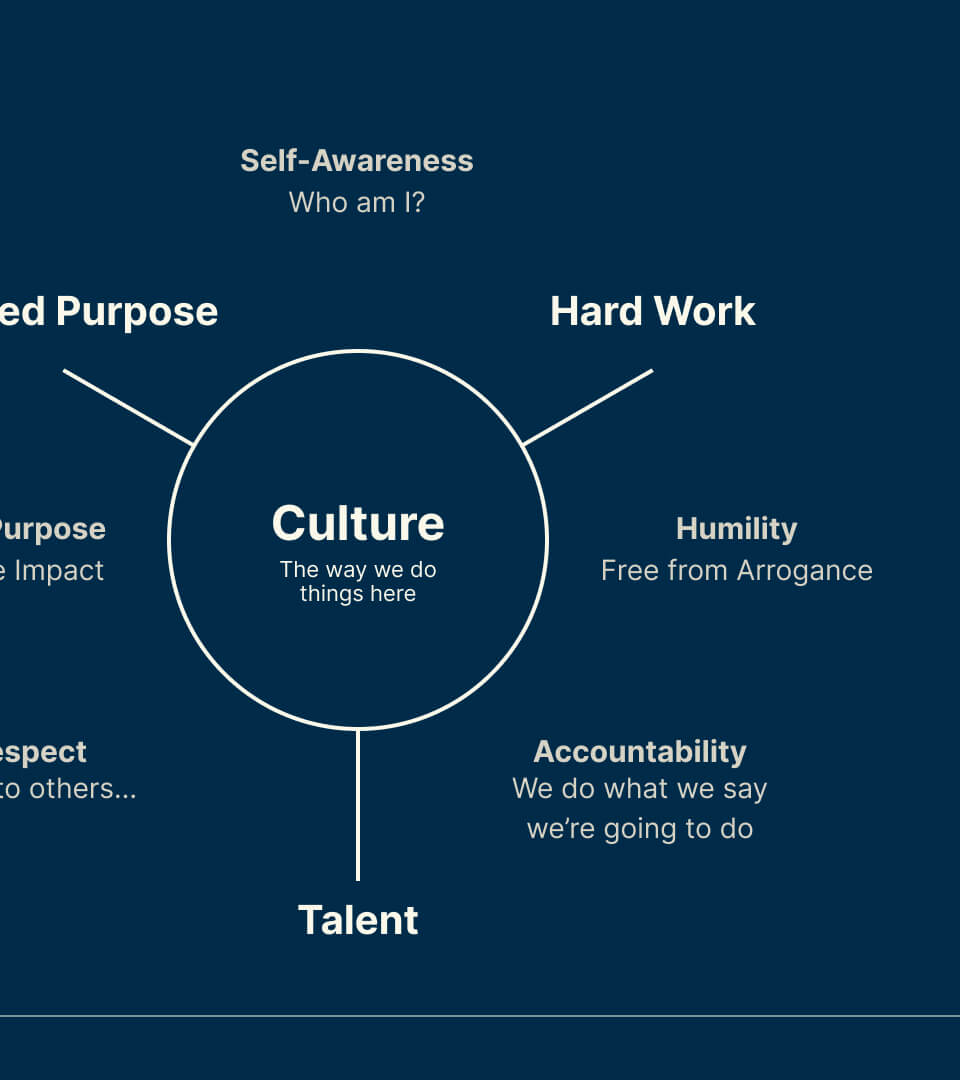 Self-Awareness
Who am I?
ed Purpose
Hard Work
Culture
The way we do
things here
Purpose
e Impact
Humility
Free from Arrogance
espect
to others...
Accountability
We do what we say
we’re going to do
Talent